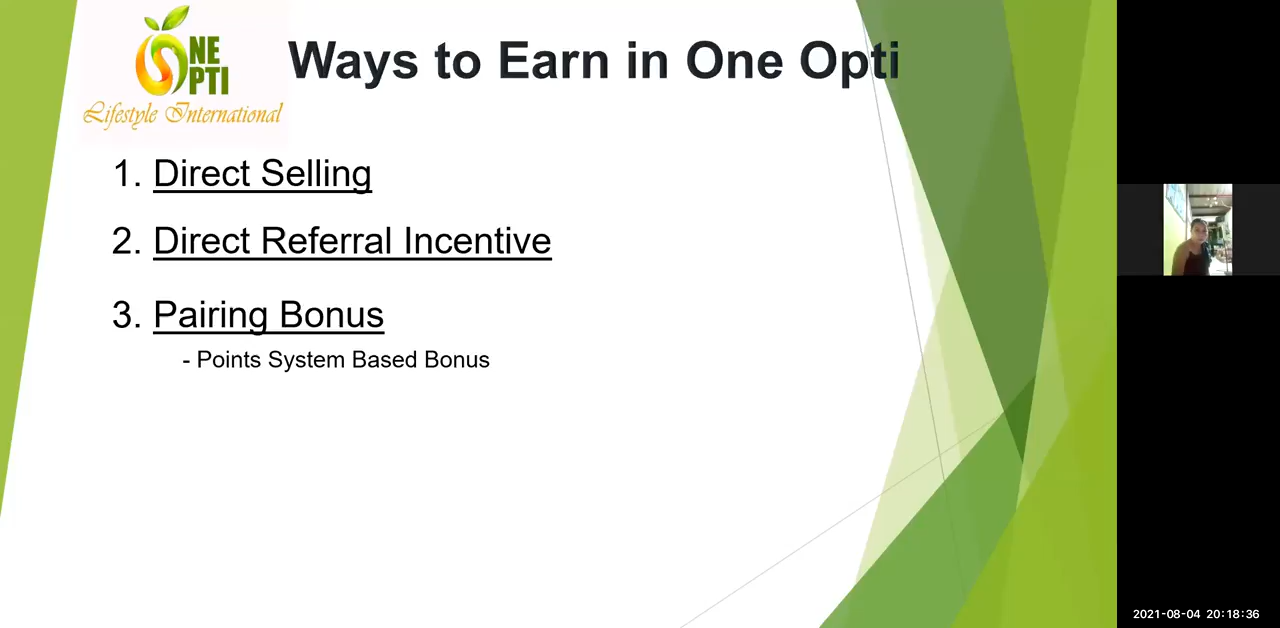 ONE
OPTI
Lifestyle International
Ways to Earn in One Opti
1. Direct Selling
2. Direct Referral Incentive
3. Pairing Bonus
- Points System Based Bonus
2021-08-04 20:18:36